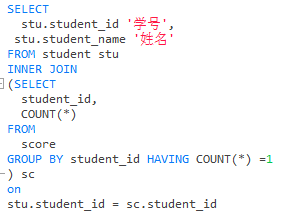 SELECT
stu.student_id '学号',
stu.student_name '姓名'
FROM student stu
INNER JOIN
(SELECT
student_id,
COUNT(*)
FROM
score
GROUP BY student_id HAVING COUNT(*) =1
) sc
on
stu.student_id = sc.student_id